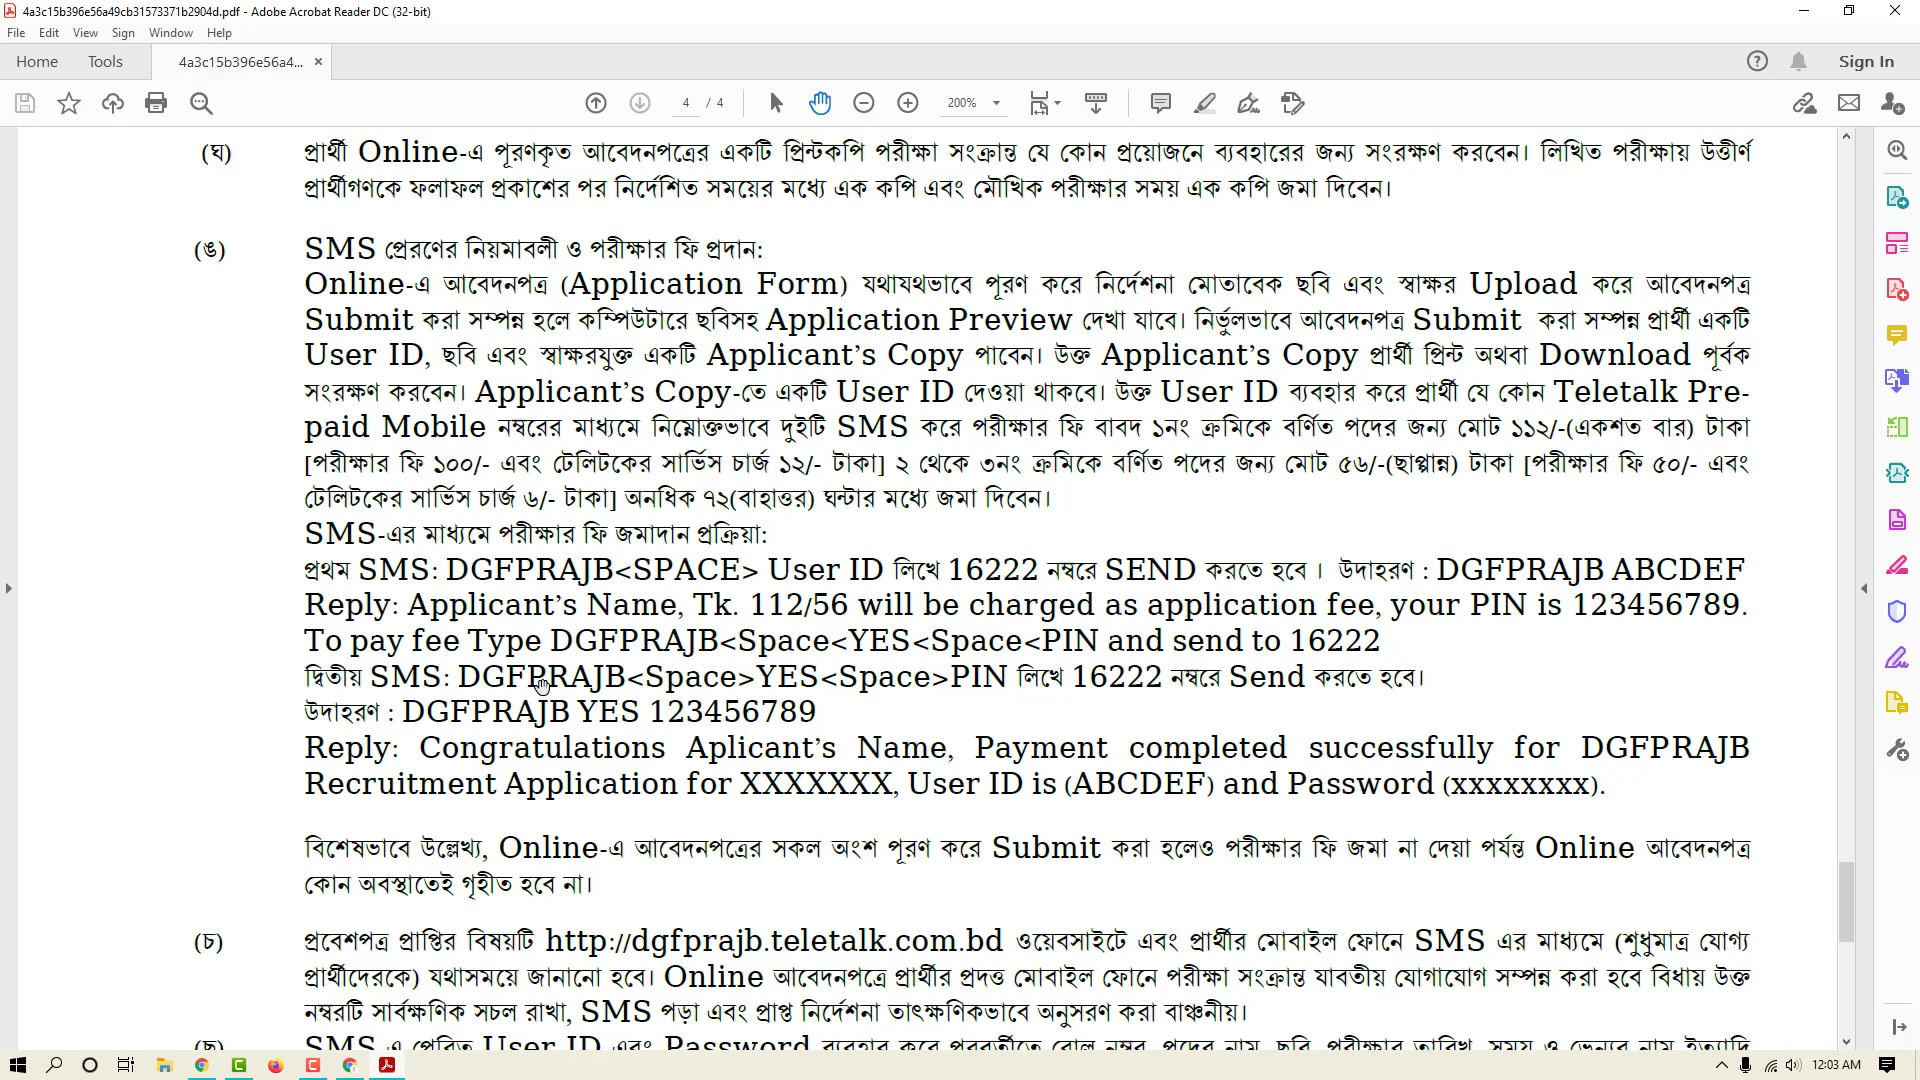 4a3c15b396e56a49cb31573371b2904d.pdf - Adobe Acrobat Reader DC (32-bit)
File Edit View Sign Window Help
Home Tools 4a3c15b396e56a4... × Sign In
4 / 4 200%
(ঘ) প্রার্থী Online-এ পূরণকৃত আবেদনপত্রের একটি প্রিন্টকপি পরীক্ষা সংক্রান্ত যে কোন প্রয়োজনে ব্যবহারের জন্য সংরক্ষণ করবেন। লিখিত পরীক্ষায় উত্তীর্ণ
প্রার্থীগণকে ফলাফল প্রকাশের পর নির্দেশিত সময়ের মধ্যে এক কপি এবং মৌখিক পরীক্ষার সময় এক কপি জমা দিবেন।
(ঙ) SMS প্রেরণের নিয়মাবলী ও পরীক্ষার ফি প্রদান:
Online-এ আবেদনপত্র (Application Form) যথাযথভাবে পূরণ করে নির্দেশনা মোতাবেক ছবি এবং স্বাক্ষর Upload করে আবেদনপত্র
Submit করা সম্পন্ন হলে কম্পিউটারে ছবিসহ Application Preview দেখা যাবে। নির্ভুলভাবে আবেদনপত্র Submit করা সম্পন্ন প্রার্থী একটি
User ID, ছবি এবং স্বাক্ষরযুক্ত একটি Applicant’s Copy পাবেন। উক্ত Applicant’s Copy প্রার্থী প্রিন্ট অথবা Download পূর্বক
সংরক্ষণ করবেন। Applicant’s Copy-তে একটি User ID দেওয়া থাকবে। উক্ত User ID ব্যবহার করে প্রার্থী যে কোন Teletalk Pre-
paid Mobile নম্বরের মাধ্যমে নিম্নোক্তভাবে দুইটি SMS করে পরীক্ষার ফি বাবদ ১নং ক্রমিকে বর্ণিত পদের জন্য মোট ১১২/-(একশত বার) টাকা
[পরীক্ষার ফি ১০০/- এবং টেলিটকের সার্ভিস চার্জ ১২/- টাকা] ২ থেকে ৩নং ক্রমিকে বর্ণিত পদের জন্য মোট ৫৬/-(ছাপ্পান্ন) টাকা [পরীক্ষার ফি ৫০/- এবং
টেলিটকের সার্ভিস চার্জ ৬/- টাকা] অনধিক ৭২(বাহাত্তর) ঘন্টার মধ্যে জমা দিবেন।
SMS-এর মাধ্যমে পরীক্ষার ফি জমাদান প্রক্রিয়া:
প্রথম SMS: DGFPRAJB<SPACE> User ID লিখে 16222 নম্বরে SEND করতে হবে । উদাহরণ : DGFPRAJB ABCDEF
Reply: Applicant’s Name, Tk. 112/56 will be charged as application fee, your PIN is 123456789.
To pay fee Type DGFPRAJB<Space<YES<Space<PIN and send to 16222
দ্বিতীয় SMS: DGFPRAJB<Space>YES<Space>PIN লিখে 16222 নম্বরে Send করতে হবে।
উদাহরণ : DGFPRAJB YES 123456789
Reply: Congratulations Aplicant’s Name, Payment completed successfully for DGFPRAJB
Recruitment Application for XXXXXXX, User ID is (ABCDEF) and Password (xxxxxxxx).
বিশেষভাবে উল্লেখ্য, Online-এ আবেদনপত্রের সকল অংশ পূরণ করে Submit করা হলেও পরীক্ষার ফি জমা না দেয়া পর্যন্ত Online আবেদনপত্র
কোন অবস্থাতেই গৃহীত হবে না।
(চ) প্রবেশপত্র প্রাপ্তির বিষয়টি http://dgfprajb.teletalk.com.bd ওয়েবসাইটে এবং প্রার্থীর মোবাইল ফোনে SMS এর মাধ্যমে (শুধুমাত্র যোগ্য
প্রার্থীদেরকে) যথাসময়ে জানানো হবে। Online আবেদনপত্রে প্রার্থীর প্রদত্ত মোবাইল ফোনে পরীক্ষা সংক্রান্ত যাবতীয় যোগাযোগ সম্পন্ন করা হবে বিধায় উক্ত
নম্বরটি সার্বক্ষণিক সচল রাখা, SMS পড়া এবং প্রাপ্ত নির্দেশনা তাৎক্ষণিকভাবে অনুসরণ করা বাঞ্চনীয়।
(ছ) SMS এ প্রেরিত User ID এবং Password ব্যবহার করে পরবর্তীতে রোল নম্বর, পদের নাম, ছবি, পরীক্ষার তারিখ, সময় ও ভেন্যুর নাম ইত্যাদি
12:03 AM